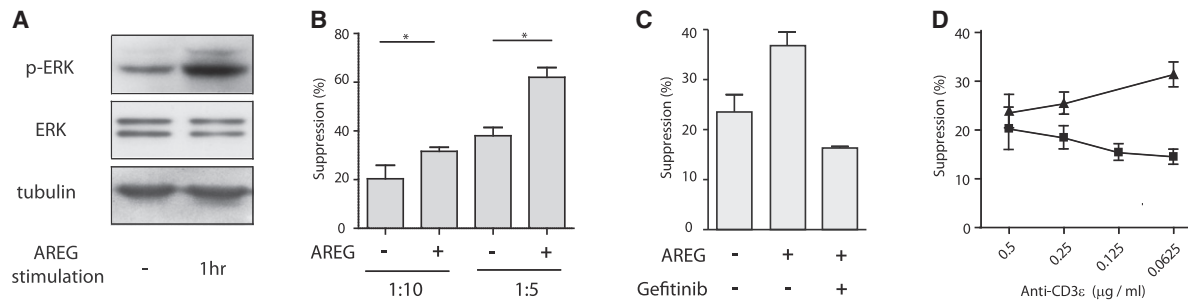 A
p-ERK
ERK
tubulin
AREG
stimulation
-
1hr
B
Suppression (%)
80
60
40
20
0
*
*
AREG
- + - +
1:10
1:5
C
Suppression (%)
40
30
20
10
0
AREG
- + +
Gefitinib
- - +
D
Suppression (%)
40
30
20
10
0
0.5
0.25
0.125
0.0625
Anti-CD3ε (µg / ml)